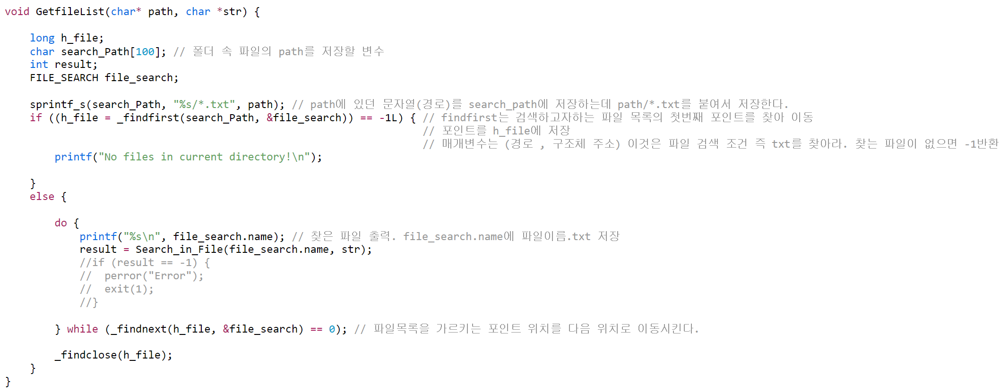 void GetfileList(char* path, char *str) {
long h_file;
char search_Path[100]; // 폴더 속 파일의 path를 저장할 변수
int result;
FILE_SEARCH file_search;
sprintf_s(search_Path, "%s/*.txt", path); // path에 있던 문자열(경로)를 search_path에 저장하는데 path/*.txt를 붙여서 저장한다.
if ((h_file = _findfirst(search_Path, &file_search)) == -1L) { // findfirst는 검색하고자하는 파일 목록의 첫번째 포인트를 찾아 이동
// 포인트를 h_file에 저장
// 매개변수는 (경로 , 구조체 주소) 이것은 파일 검색 조건 즉 txt를 찾아라. 찾는 파일이 없으면 -1반환
printf("No files in current directory!\n");
}
else {
do {
printf("%s\n", file_search.name); // 찾은 파일 출력. file_search.name에 파일이름.txt 저장
result = Search_in_File(file_search.name, str);
//if (result == -1) {
//  perror("Error");
//  exit(1);
//}
} while (_findnext(h_file, &file_search) == 0); // 파일목록을 가르키는 포인트 위치를 다음 위치로 이동시킨다.
_findclose(h_file);
}
}